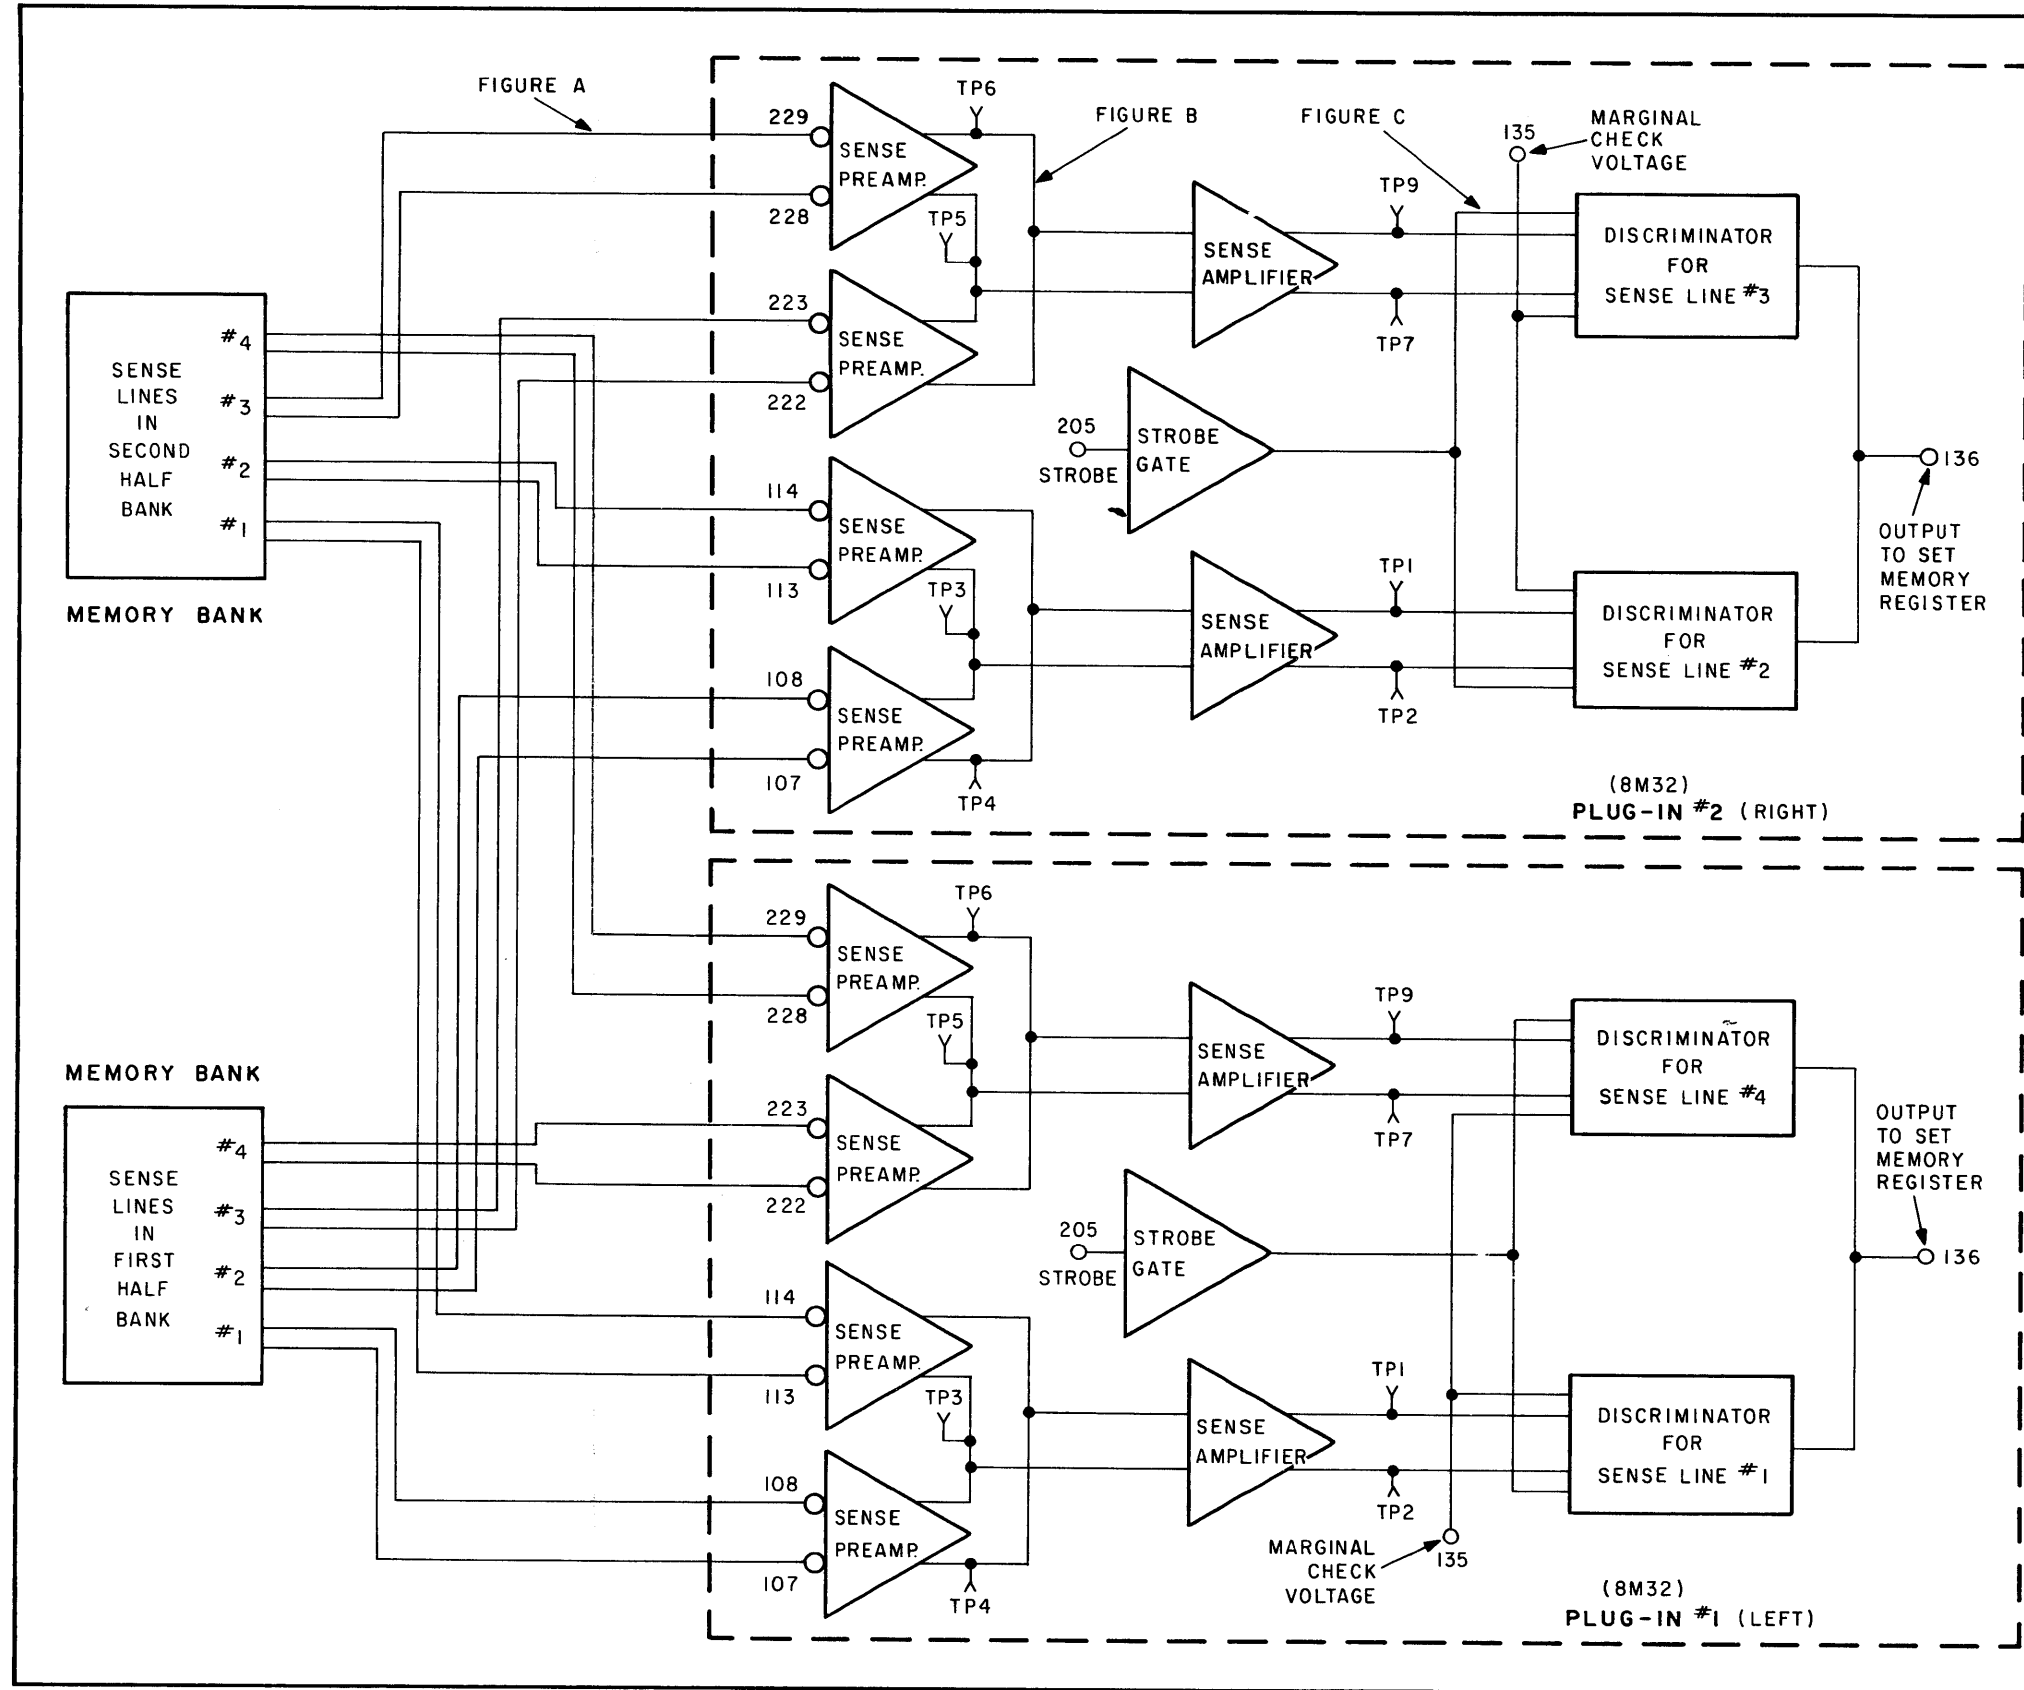 FIGURE A
TP6
FIGURE B
FIGURE C
135
MARGINAL
CHECK
VOLTAGE
229
SENSE
PREAMP.
228
TP5
TP9
DISCRIMINATOR
FOR
SENSE LINE #3
SENSE
AMPLIFIER
TP7
223
SENSE
PREAMP.
222
SENSE
LINES
IN
SECOND
HALF
BANK
#4
#3
#2
#1
MEMORY BANK
205
STROBE
STROBE
GATE
136
OUTPUT
TO SET
MEMORY
REGISTER
114
SENSE
PREAMP.
113
TP3
TP1
SENSE
AMPLIFIER
DISCRIMINATOR
FOR
SENSE LINE #2
TP2
108
SENSE
PREAMP.
107
TP4
(8M32)
PLUG-IN #2 (RIGHT)
TP6
229
SENSE
PREAMP.
228
TP5
TP9
SENSE
AMPLIFIER
DISCRIMINATOR
FOR
SENSE LINE #4
TP7
MEMORY BANK
SENSE
LINES
IN
FIRST
HALF
BANK
#4
#3
#2
#1
223
SENSE
PREAMP.
222
OUTPUT
TO SET
MEMORY
REGISTER
205
STROBE
STROBE
GATE
136
114
SENSE
PREAMP.
113
TP3
TP1
SENSE
AMPLIFIER
DISCRIMINATOR
FOR
SENSE LINE #1
TP2
108
SENSE
PREAMP.
107
TP4
MARGINAL
CHECK
VOLTAGE
135
(8M32)
PLUG-IN #1 (LEFT)